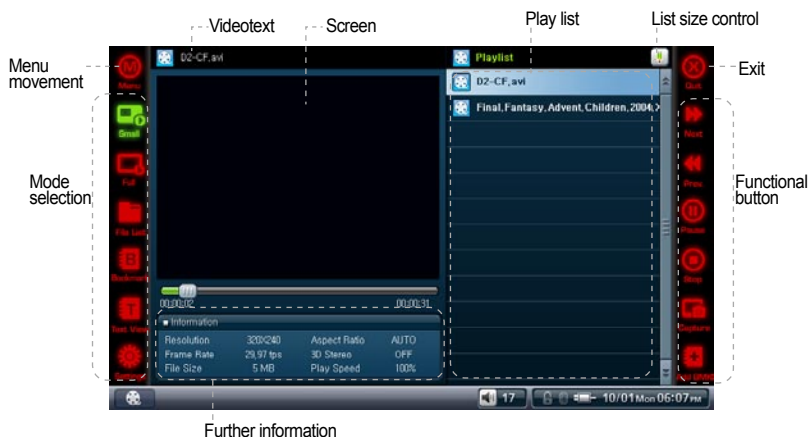 Videotext
Screen
Play list
List size control
Menu movement
Mode selection
Exit
Functional button
Further information
D2-CF.avi
Playlist
D2-CF,avi
Final,Fantasy,Advent,Children,2004,X
Menu
Small
Full
File List
Bookmark
Text View
Quit
Next
Prev
Pause
Stop
Capture
00:00:02
00:00:31
Information
Resolution 320X240 Aspect Ratio AUTO
Frame Rate 29,97 fps 3D Stereo OFF
File Size 5 MB Play Speed 100%
17
10/01 Mon 06:07 PM